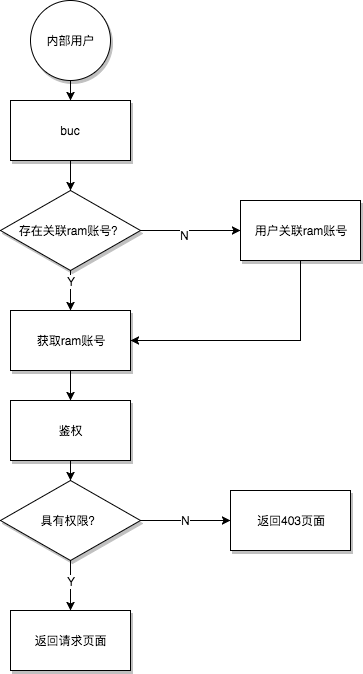 内部用户
buc
存在关联ram账号?
N
用户关联ram账号
Y
获取ram账号
鉴权
具有权限?
N
返回403页面
Y
返回请求页面